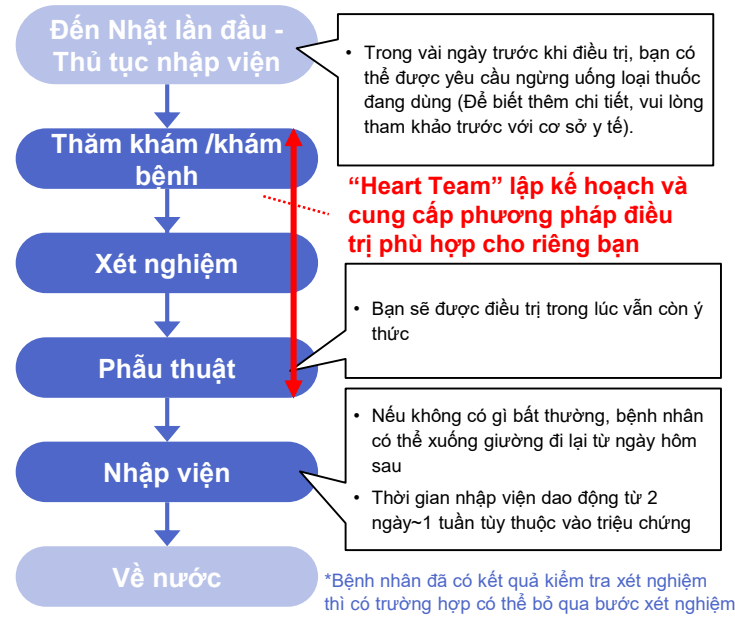 Đến Nhật lần đầu -
Thủ tục nhập viện
• Trong vài ngày trước khi điều trị, bạn có
thể được yêu cầu ngừng uống loại thuốc
đang dùng (Để biết thêm chi tiết, vui lòng
tham khảo trước với cơ sở y tế).
Thăm khám /khám
bệnh
“Heart Team” lập kế hoạch và
cung cấp phương pháp điều
trị phù hợp cho riêng bạn
Xét nghiệm
• Bạn sẽ được điều trị trong lúc vẫn còn ý
thức
Phẫu thuật
• Nếu không có gì bất thường, bệnh nhân
có thể xuống giường đi lại từ ngày hôm
sau
• Thời gian nhập viện dao động từ 2
ngày~1 tuần tùy thuộc vào triệu chứng
Nhập viện
Về nước
*Bệnh nhân đã có kết quả kiểm tra xét nghiệm
thì có trường hợp có thể bỏ qua bước xét nghiệm